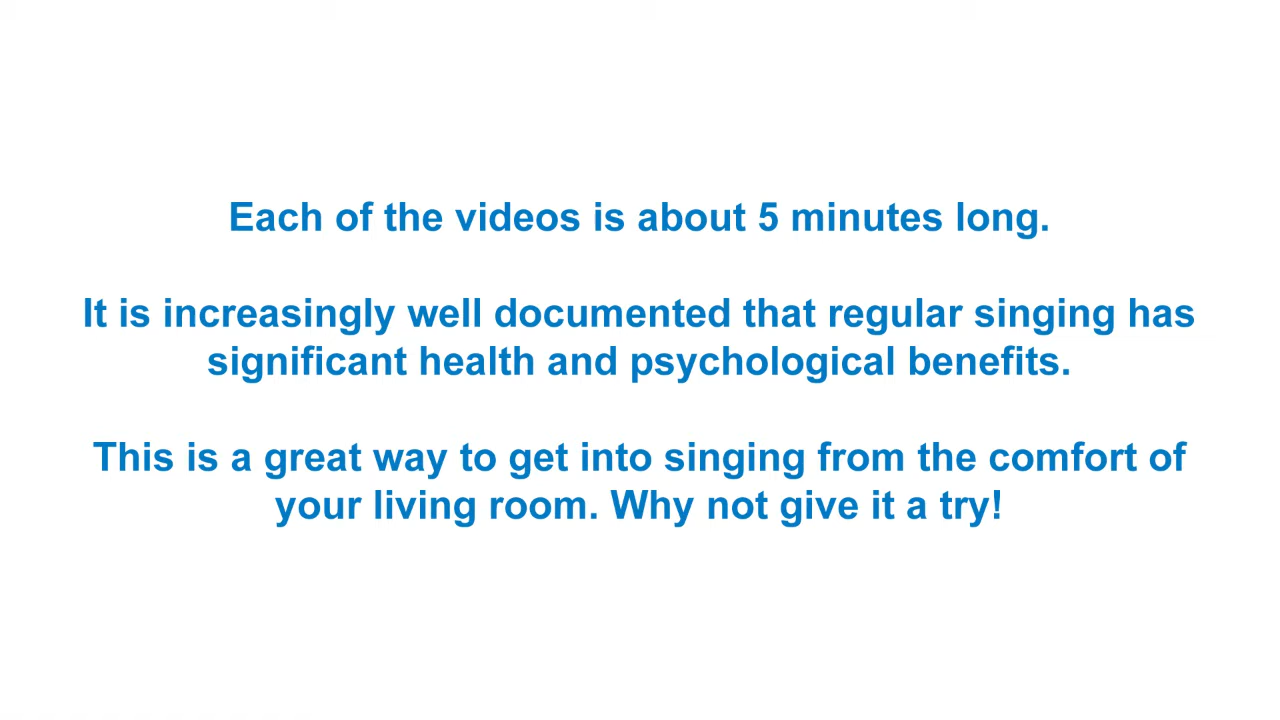 Each of the videos is about 5 minutes long.
It is increasingly well documented that regular singing has
significant health and psychological benefits.
This is a great way to get into singing from the comfort of
your living room. Why not give it a try!